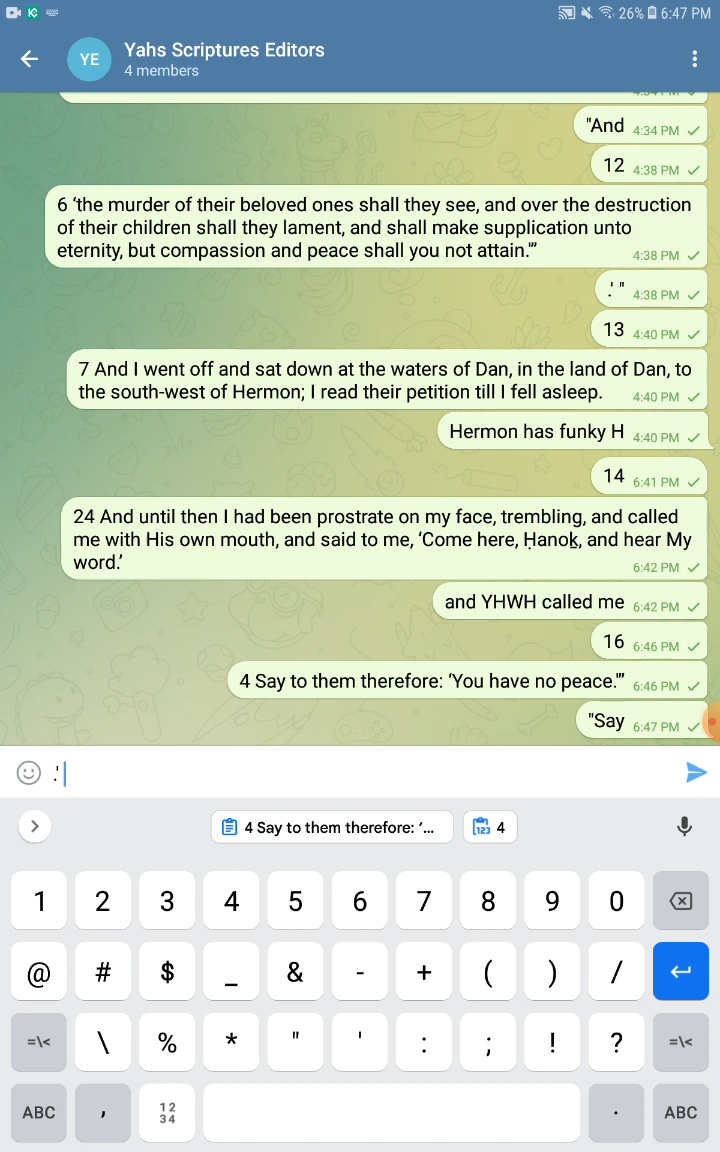 26% 6:47 PM
YE Yahs Scriptures Editors
4 members
"And 4:34 PM
12 4:38 PM
6 ‘the murder of their beloved ones shall they see, and over the destruction
of their children shall they lament, and shall make supplication unto
eternity, but compassion and peace shall you not attain.'”
4:38 PM
.' " 4:38 PM
13 4:40 PM
7 And I went off and sat down at the waters of Dan, in the land of Dan, to
the south-west of Hermon; I read their petition till I fell asleep. 4:40 PM
Hermon has funky H 4:40 PM
14 6:41 PM
24 And until then I had been prostrate on my face, trembling, and called
me with His own mouth, and said to me, ‘Come here, Ḥanoḵ, and hear My
word.’ 6:42 PM
and YHWH called me 6:42 PM
16 6:46 PM
4 Say to them therefore: ‘You have no peace.'” 6:46 PM
"Say 6:47 PM
.'
4 Say to them therefore: ‘... 123 4
1 2 3 4 5 6 7 8 9 0
@ # $ _ & - + ( ) /
=\< \ % * " ' : ; ! ? =\<
ABC , 12 34 . ABC